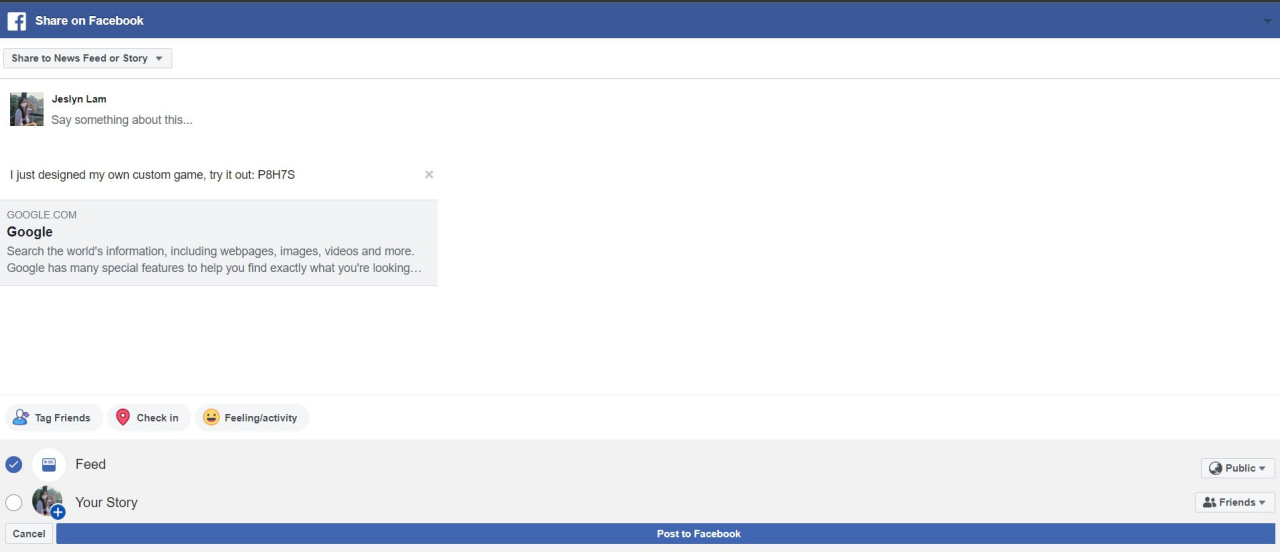 Share on Facebook
Share to News Feed or Story
Jeslyn Lam
Say something about this...
I just designed my own custom game, try it out: P8H7S
GOOGLE.COM
Google
Search the world's information, including webpages, images, videos and more.
Google has many special features to help you find exactly what you're looking…
Tag Friends
Check in
Feeling/activity
Feed
Public
Your Story
Friends
Cancel
Post to Facebook